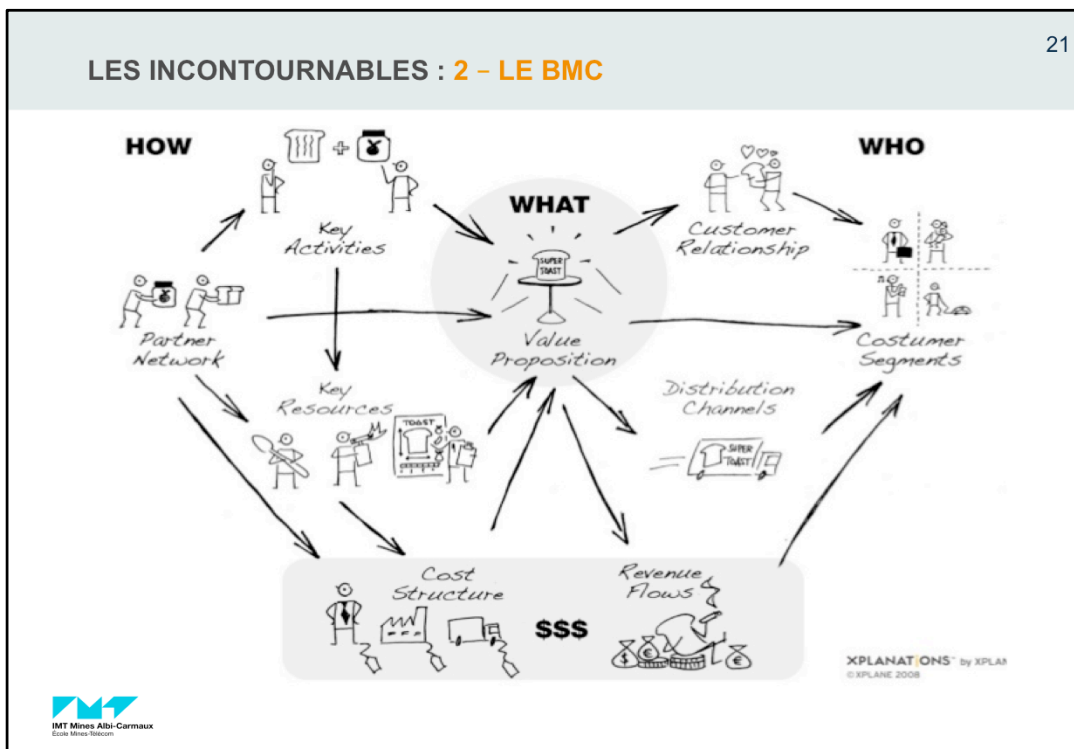 21
LES INCONTOURNABLES : 2 – LE BMC
HOW
WHO
WHAT
Key
Activities
SUPER
TOAST
Customer
Relationship
Partner
Network
Value
Proposition
Costumer
Segments
Key
Resources
TOAST
Distribution
Channels
SUPER
TOAST
Cost
Structure
$$$
Revenue
Flows
$
€
€
XPLANATIONS™ by XPLAN
© XPLANE 2008
IMT Mines Albi-Carmaux
École Mines-Télécom